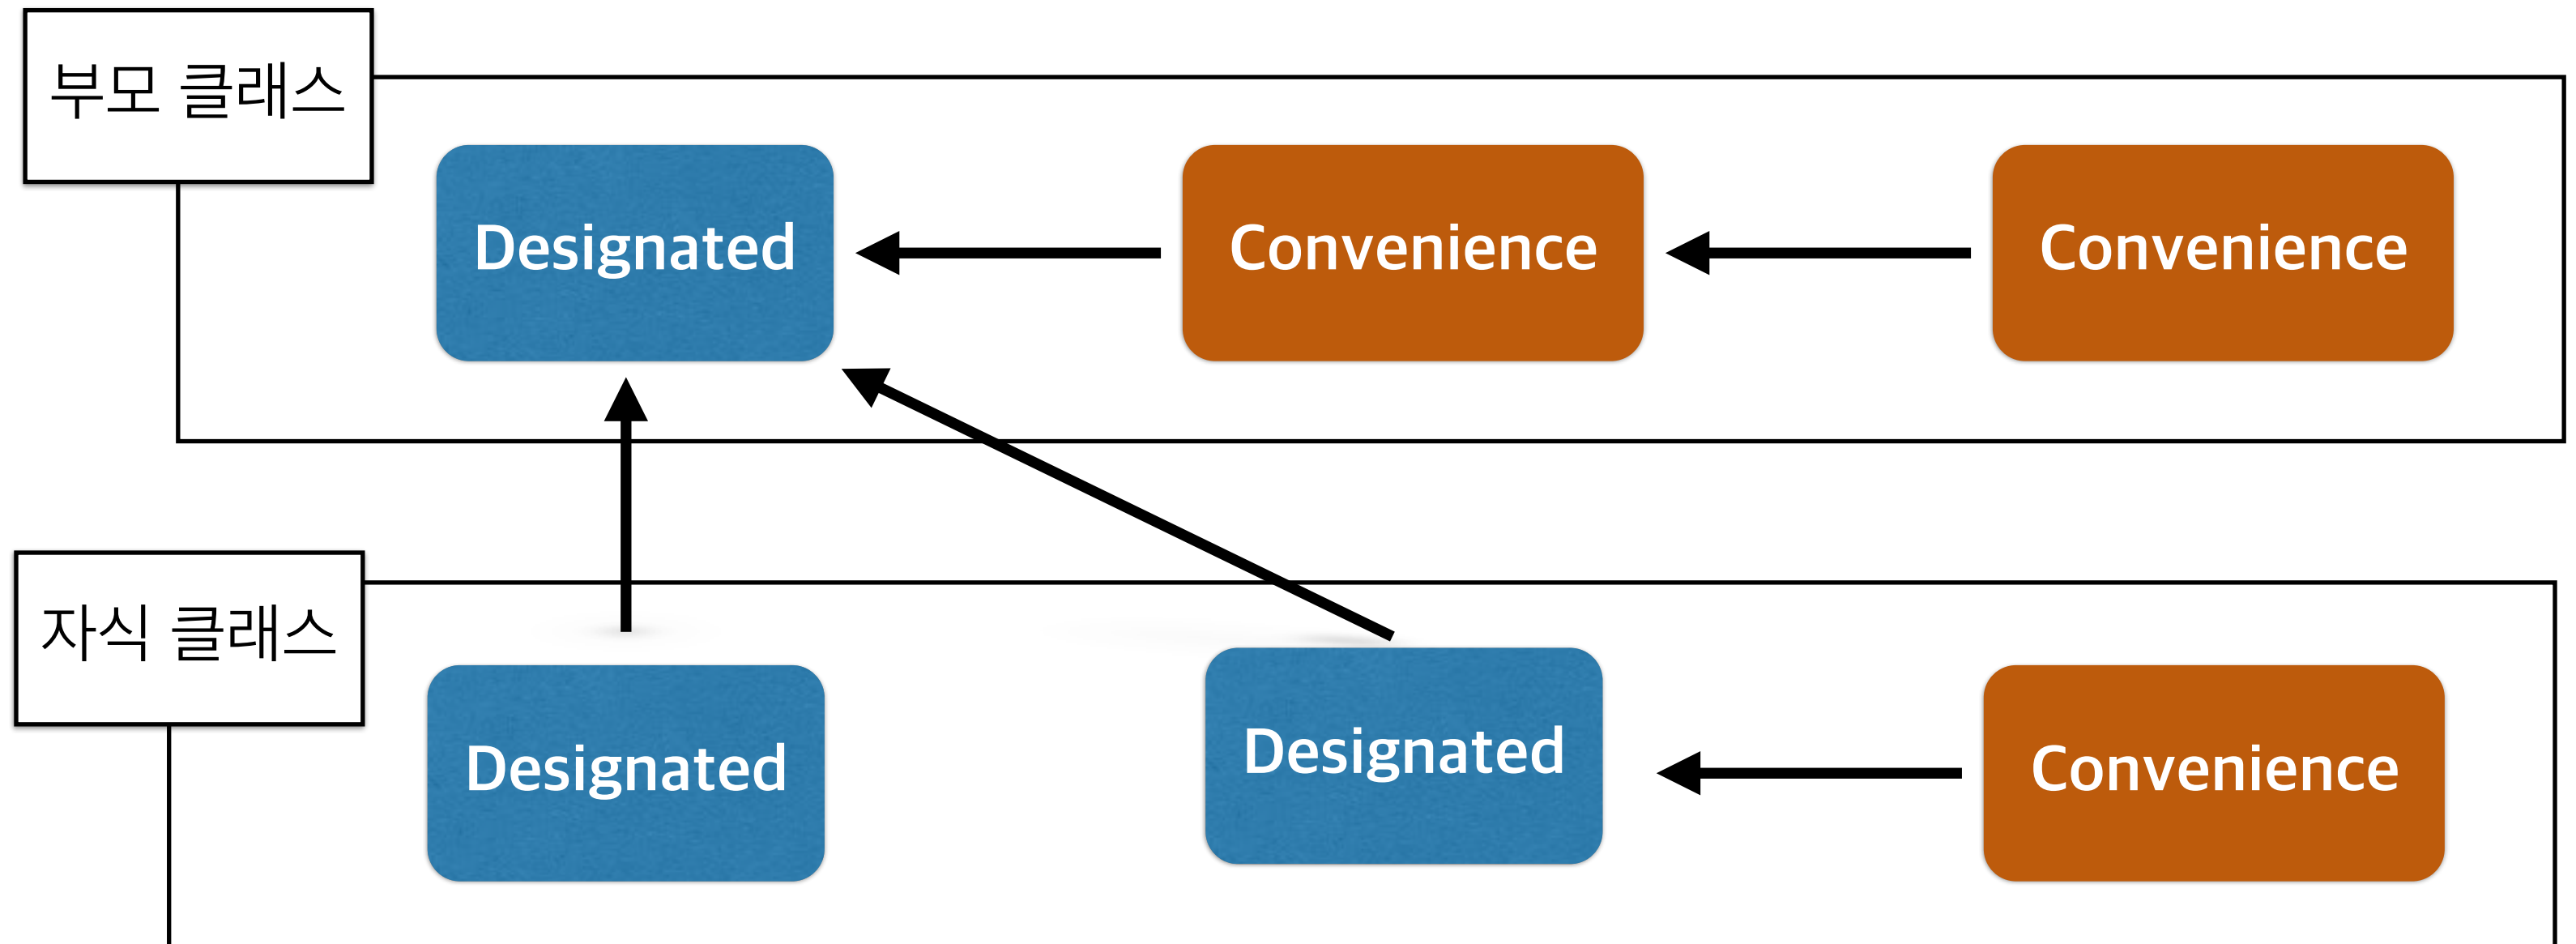 부모 클래스
Designated
Convenience
Convenience
자식 클래스
Designated
Designated
Convenience